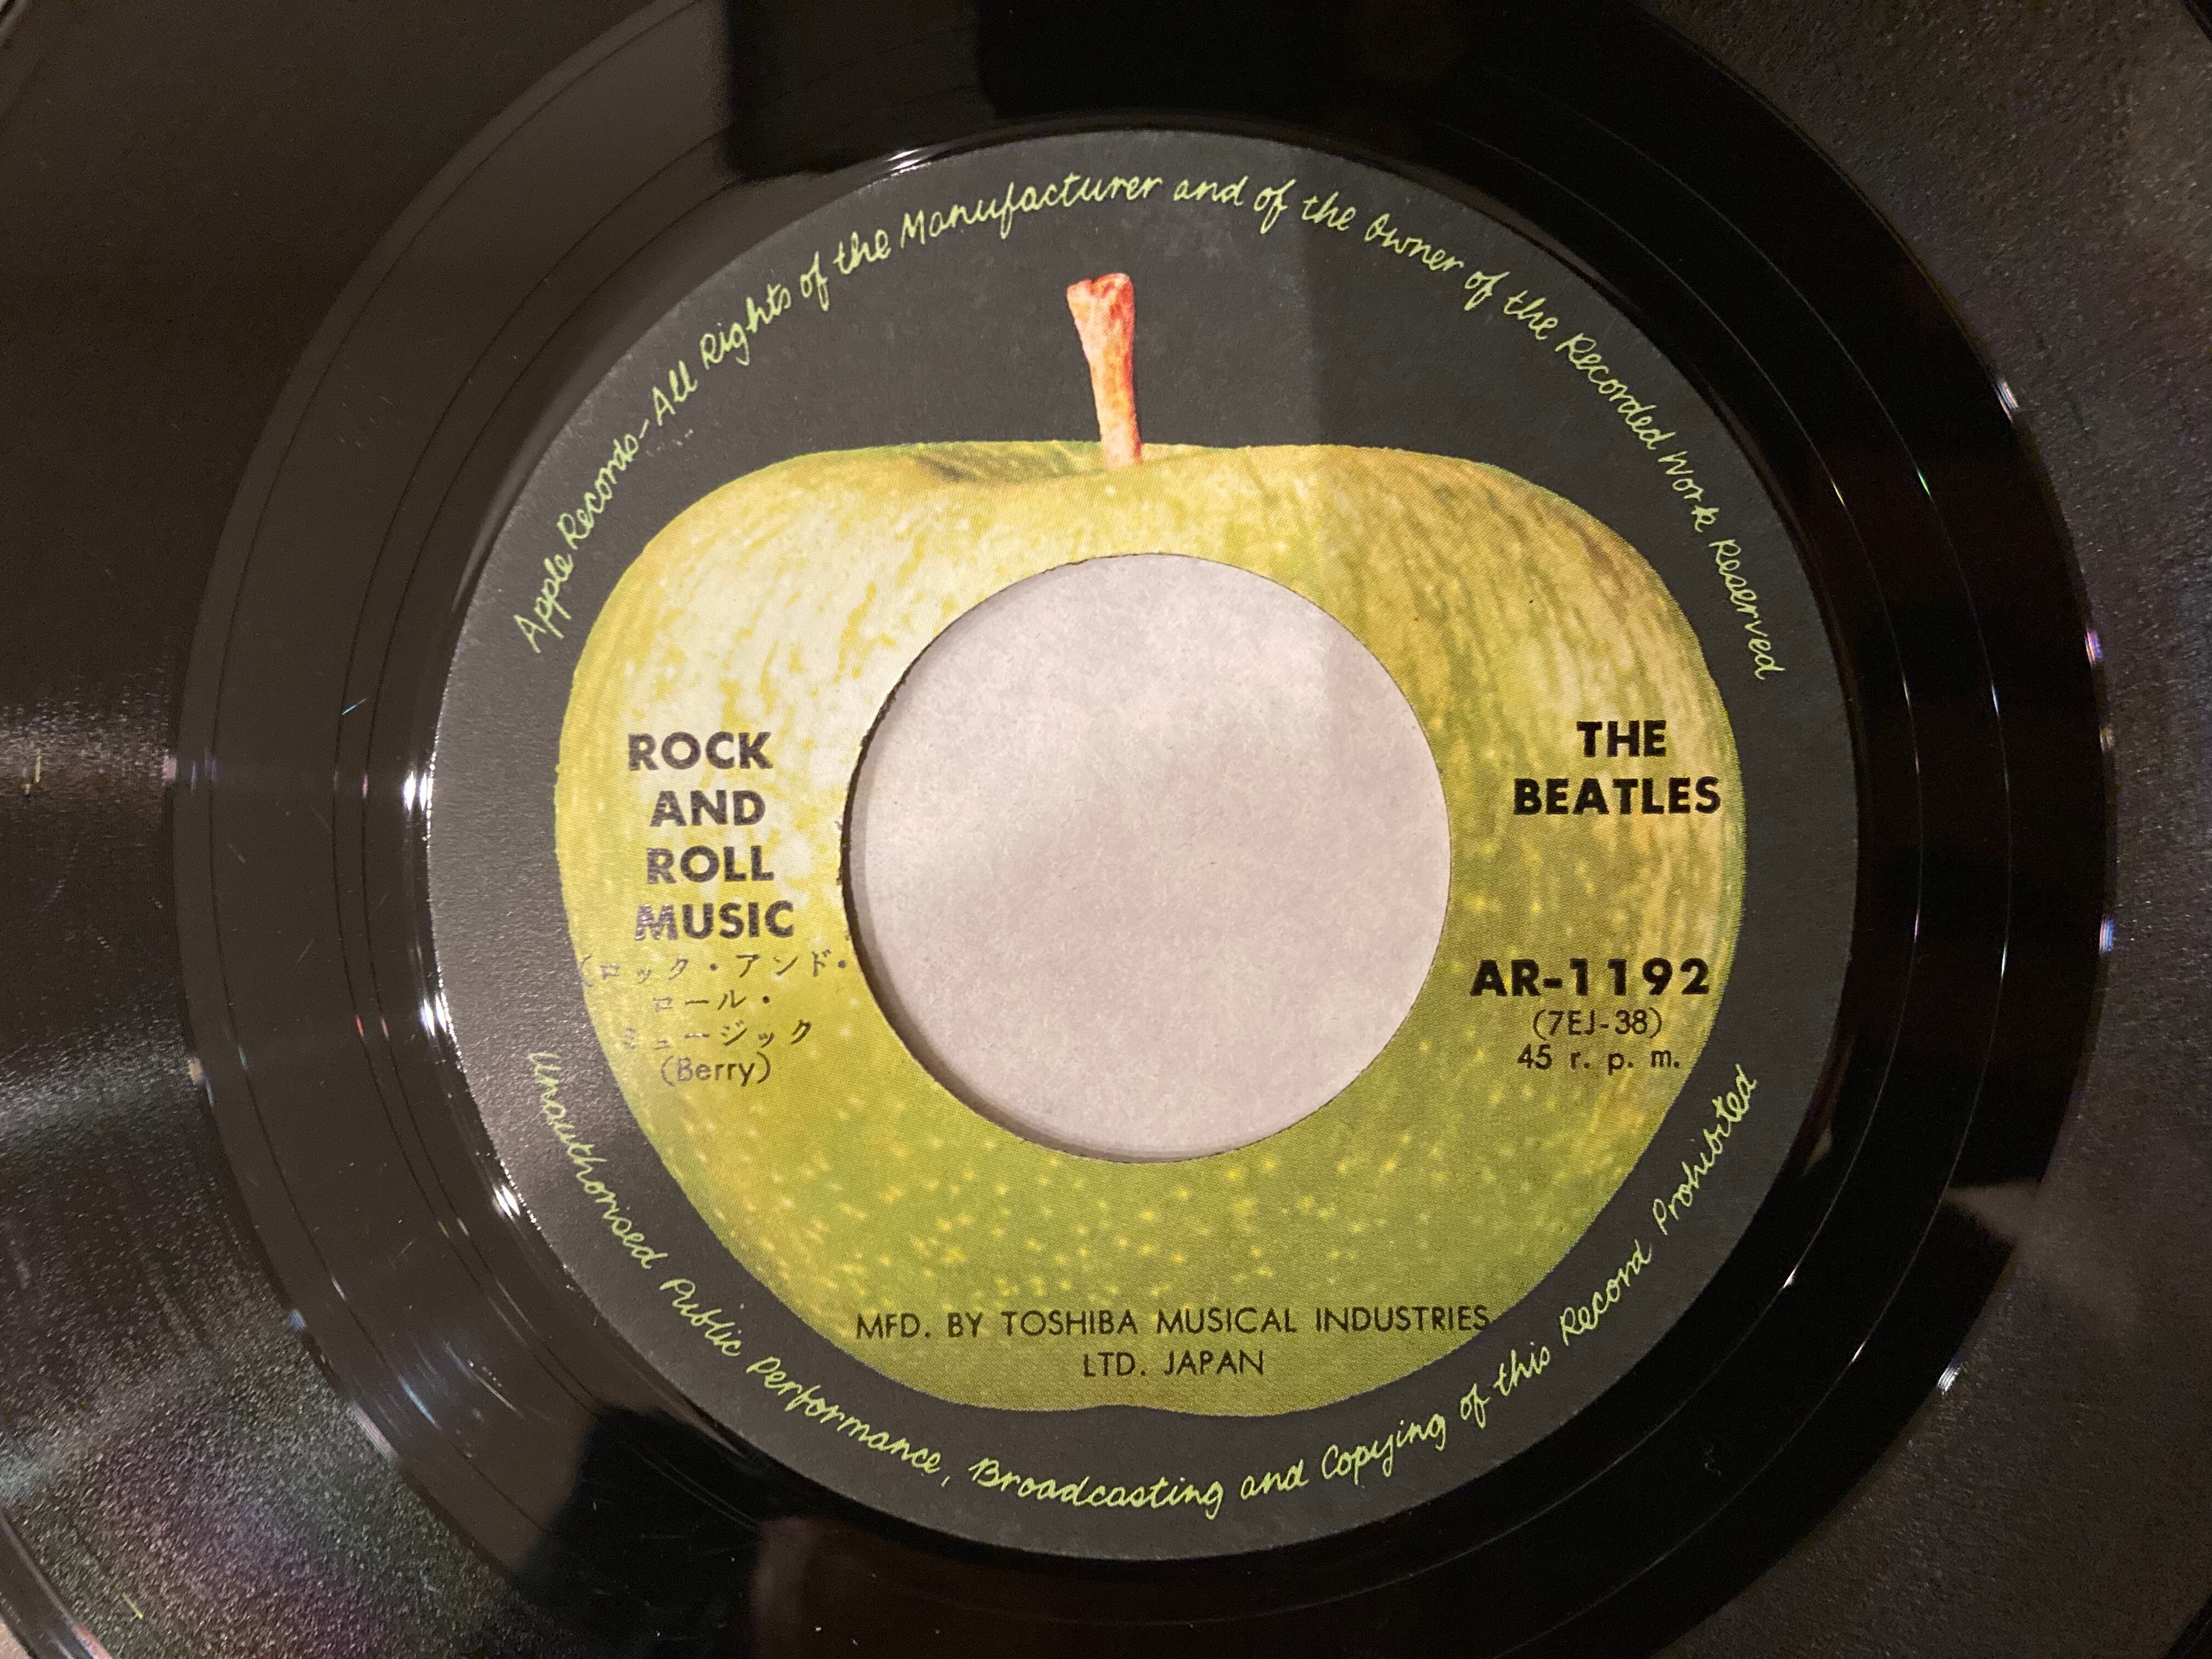 Apple Records-All Rights of the Manufacturer and of the Owner of the Recorded Work Reserved
ROCK
AND
ROLL
MUSIC
(ロック・アンド・
ロール・
ミュージック
(Berry)
THE
BEATLES
AR-1192
(7EJ-38)
45 r. p. m.
MFD. BY TOSHIBA MUSICAL INDUSTRIES
LTD. JAPAN
Unauthorised Public Performance, Broadcasting and Copying of this Record Prohibited